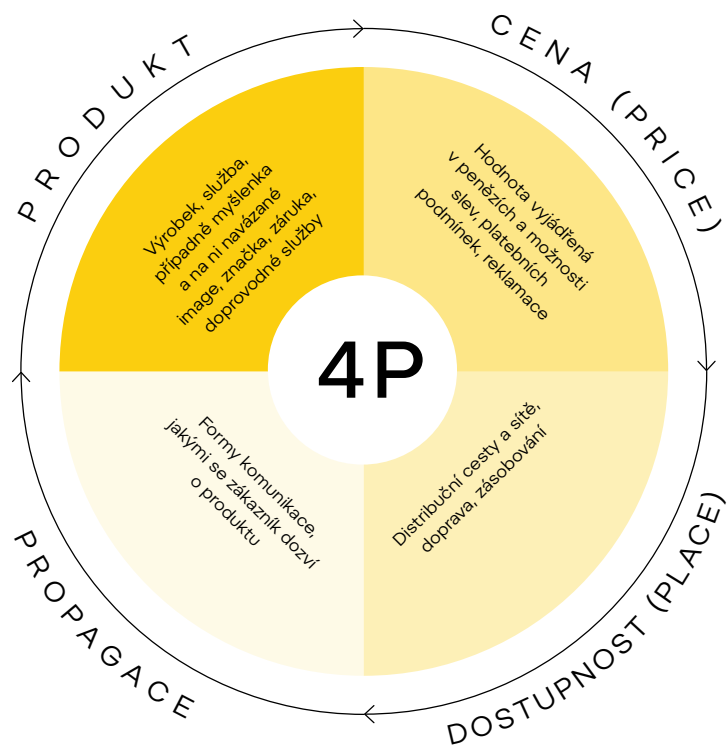 PRODUKT
Výrobek, služba,
případně myšlenka
a na ni navázané
image, značka, záruka,
doprovodné služby
CENA (PRICE)
Hodnota vyjádřená
v penězích a možnosti
slev, platebních
podmínek, reklamace
4P
DOSTUPNOST (PLACE)
Distribuční cesty a sítě,
doprava, zásobování
PROPAGACE
Formy komunikace,
jakými se zákazník dozví
o produktu